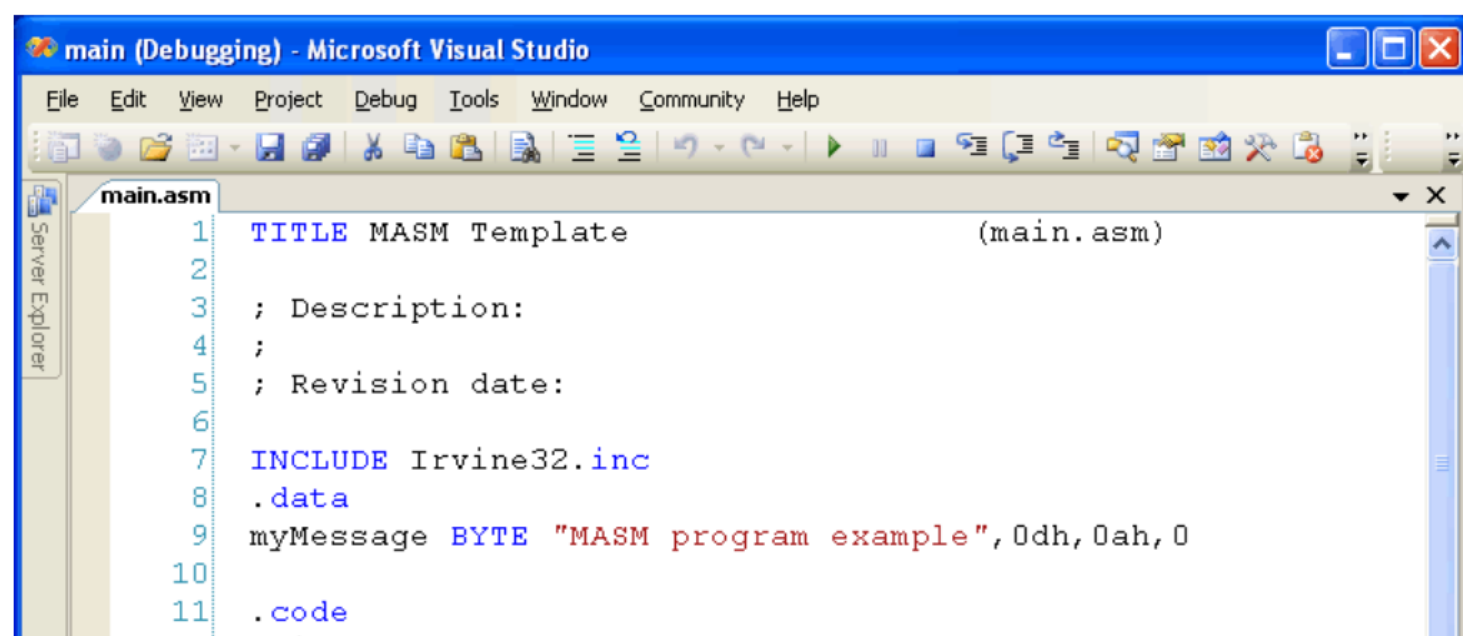 main (Debugging) - Microsoft Visual Studio
File Edit View Project Debug Tools Window Community Help
main.asm
Server Explorer
1 TITLE MASM Template (main.asm)
2
3 ; Description:
4 ;
5 ; Revision date:
6
7 INCLUDE Irvine32.inc
8 .data
9 myMessage BYTE "MASM program example",0dh,0ah,0
10
11 .code